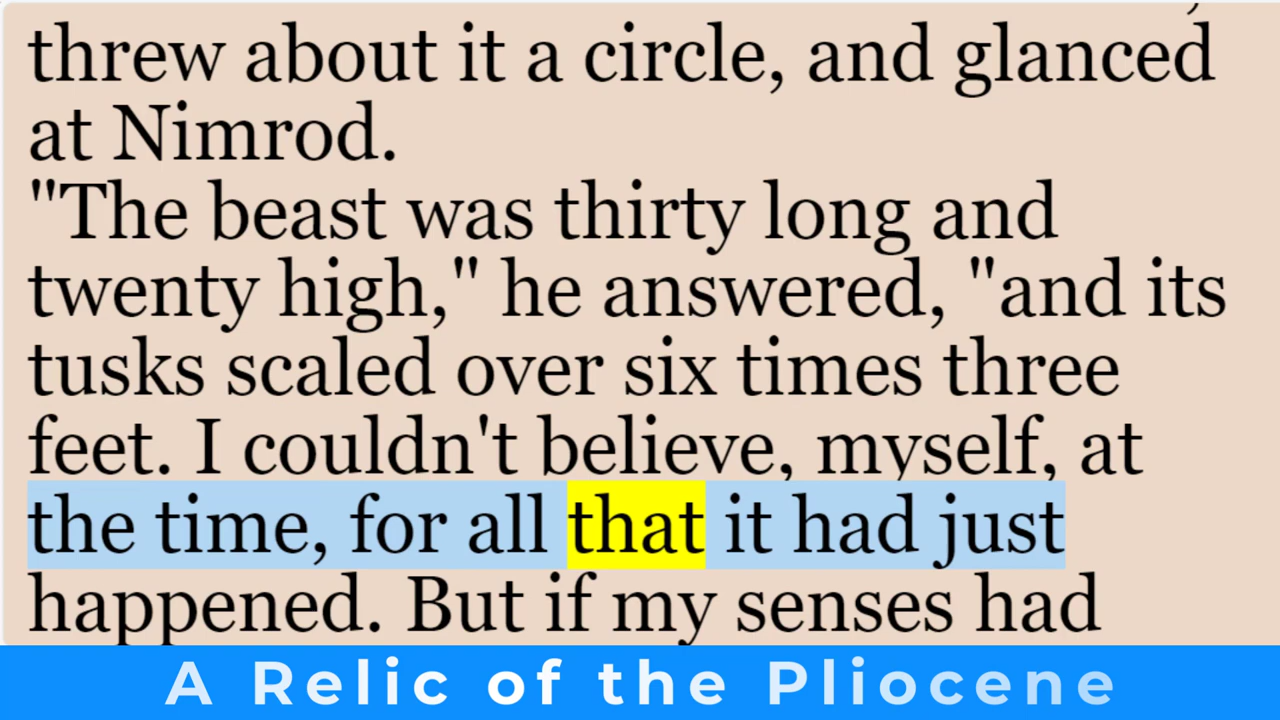 threw about it a circle, and glanced
at Nimrod.
"The beast was thirty long and
twenty high," he answered, "and its
tusks scaled over six times three
feet. I couldn't believe, myself, at
the time, for all that it had just
happened. But if my senses had
A Relic of the Pliocene